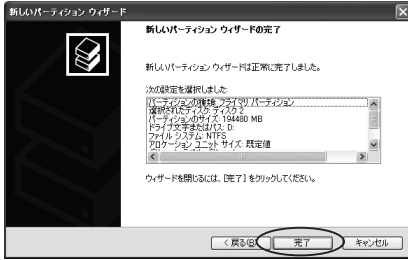 新しいパーティション ウィザード
新しいパーティション ウィザードの完了
新しいパーティション ウィザードは正常に完了しました。
次の設定を選択しました:
パーティションの種類: プライマリ パーティション
選択されたディスク: ディスク 2
パーティションのサイズ: 194480 MB
ドライブ文字またはパス: D:
ファイル システム: NTFS
アロケーション ユニット サイズ: 既定値
ウィザードを閉じるには、[完了] をクリックしてください。
< 戻る(B) 完了 キャンセル